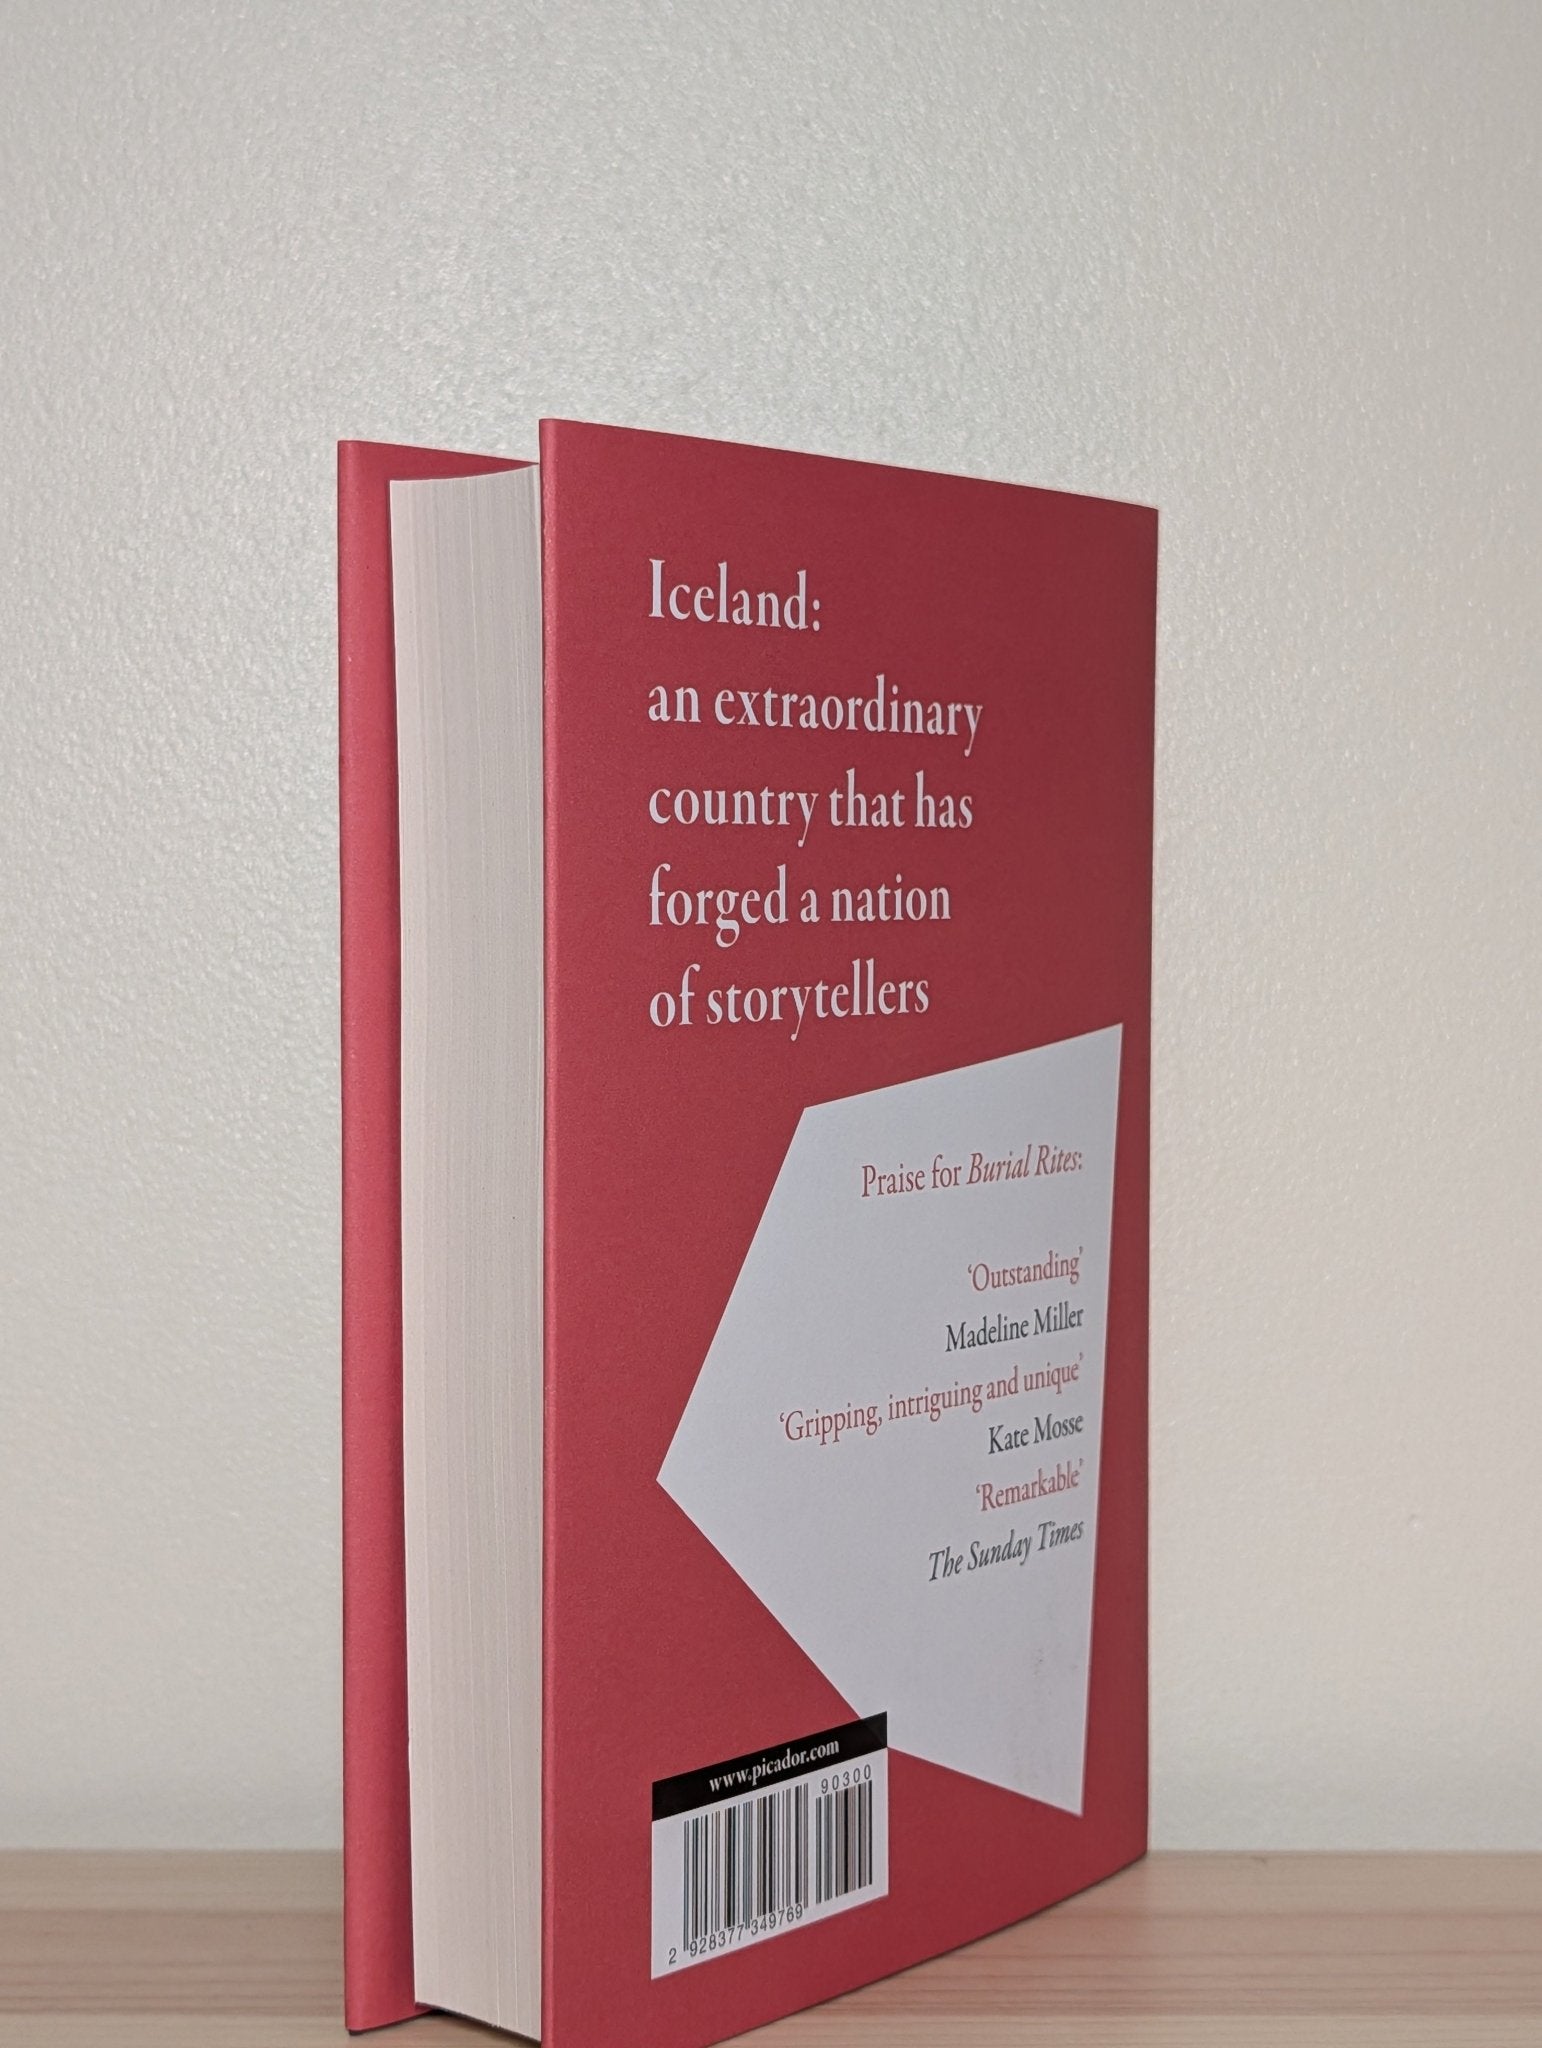 Iceland:
an extraordinary
country that has
forged a nation
of storytellers
Praise for Burial Rites:
‘Outstanding’
Madeline Miller
‘Gripping, intriguing and unique’
Kate Mosse
‘Remarkable’
The Sunday Times
www.picador.com
90300
2 928377 349769